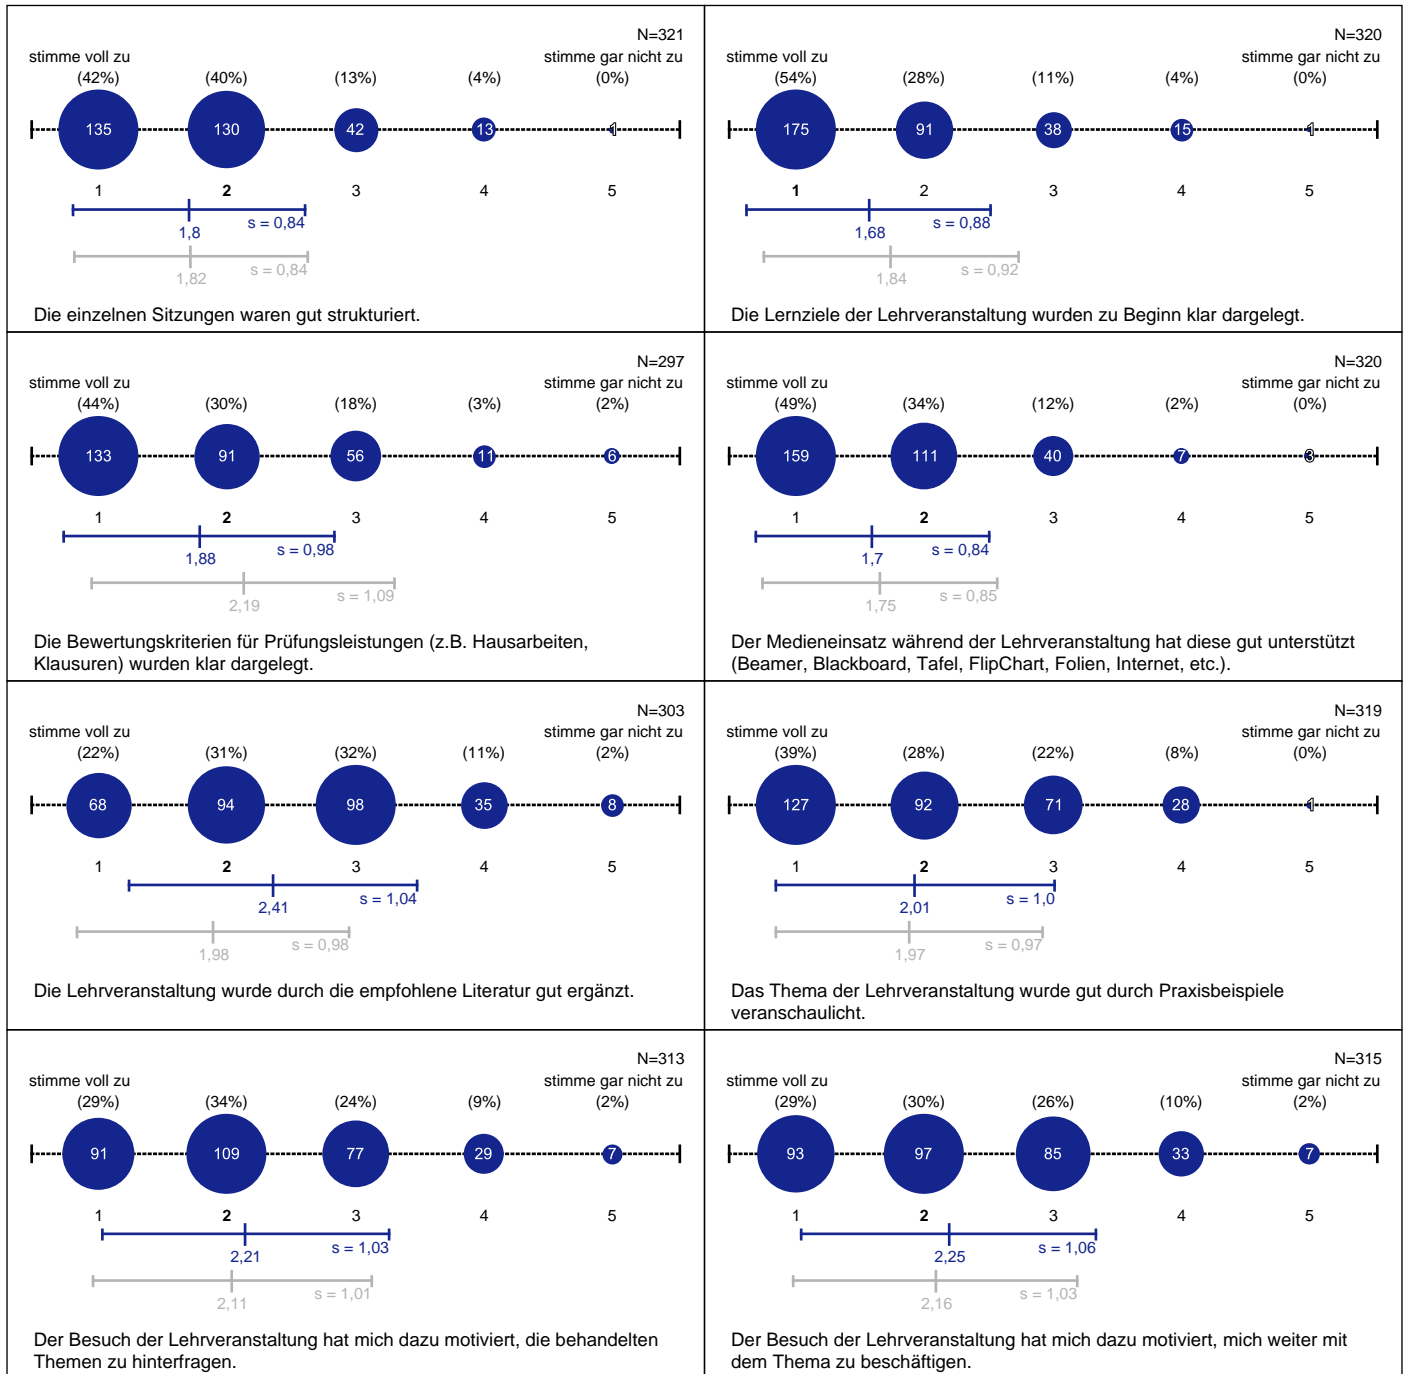 N=321
stimme voll zu stimme gar nicht zu
(42%) (40%) (13%) (4%) (0%)
135 130 42 13 1
1 2 3 4 5
s = 0,84
1,8
s = 0,84
1,82
Die einzelnen Sitzungen waren gut strukturiert.
N=320
stimme voll zu stimme gar nicht zu
(54%) (28%) (11%) (4%) (0%)
175 91 38 15 1
1 2 3 4 5
s = 0,88
1,68
s = 0,92
1,84
Die Lernziele der Lehrveranstaltung wurden zu Beginn klar dargelegt.
N=297
stimme voll zu stimme gar nicht zu
(44%) (30%) (18%) (3%) (2%)
133 91 56 11 6
1 2 3 4 5
s = 0,98
1,88
s = 1,09
2,19
Die Bewertungskriterien für Prüfungsleistungen (z.B. Hausarbeiten,
Klausuren) wurden klar dargelegt.
N=320
stimme voll zu stimme gar nicht zu
(49%) (34%) (12%) (2%) (0%)
159 111 40 7 3
1 2 3 4 5
s = 0,84
1,7
s = 0,85
1,75
Der Medieneinsatz während der Lehrveranstaltung hat diese gut unterstützt
(Beamer, Blackboard, Tafel, FlipChart, Folien, Internet, etc.).
N=303
stimme voll zu stimme gar nicht zu
(22%) (31%) (32%) (11%) (2%)
68 94 98 35 8
1 2 3 4 5
s = 1,04
2,41
s = 0,98
1,98
Die Lehrveranstaltung wurde durch die empfohlene Literatur gut ergänzt.
N=319
stimme voll zu stimme gar nicht zu
(39%) (28%) (22%) (8%) (0%)
127 92 71 28 1
1 2 3 4 5
s = 1,0
2,01
s = 0,97
1,97
Das Thema der Lehrveranstaltung wurde gut durch Praxisbeispiele
veranschaulicht.
N=313
stimme voll zu stimme gar nicht zu
(29%) (34%) (24%) (9%) (2%)
91 109 77 29 7
1 2 3 4 5
s = 1,03
2,21
s = 1,01
2,11
Der Besuch der Lehrveranstaltung hat mich dazu motiviert, die behandelten
Themen zu hinterfragen.
N=315
stimme voll zu stimme gar nicht zu
(29%) (30%) (26%) (10%) (2%)
93 97 85 33 7
1 2 3 4 5
s = 1,06
2,25
s = 1,03
2,16
Der Besuch der Lehrveranstaltung hat mich dazu motiviert, mich weiter mit
dem Thema zu beschäftigen.